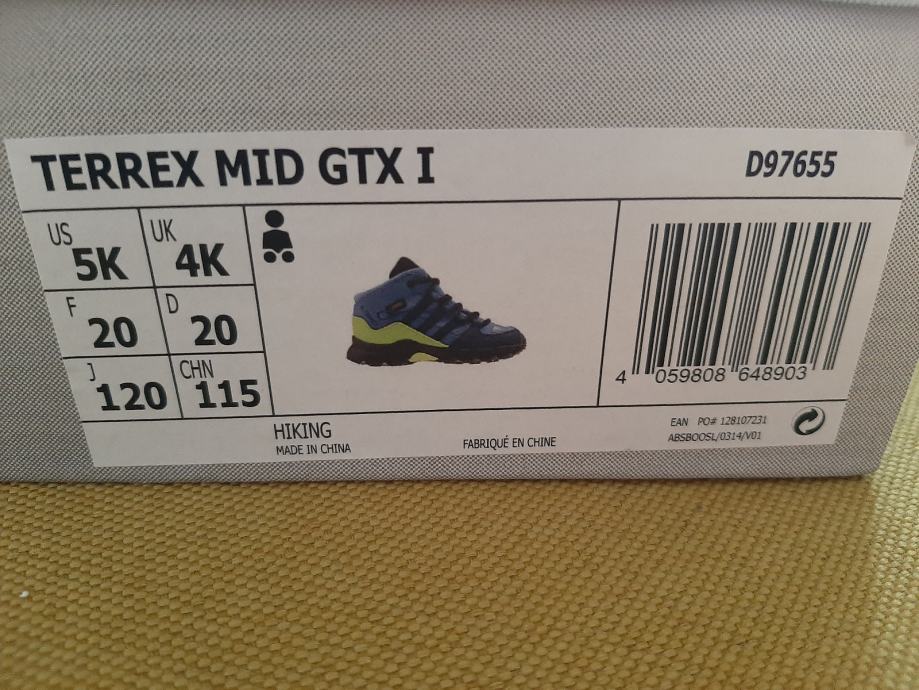 TERREX MID GTX I
D97655
US 5K
UK 4K
F 20
D 20
J 120
CHN 115
4 059808 648903
HIKING
MADE IN CHINA
FABRIQUÉ EN CHINE
EAN PO# 128107231
ABSBOOSL/0314/V01